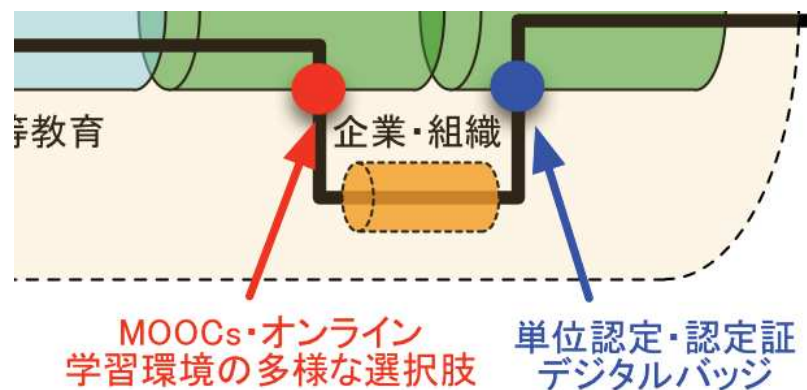 等教育
企業・組織
MOOCs・オンライン
学習環境の多様な選択肢
単位認定・認定証
デジタルバッジ